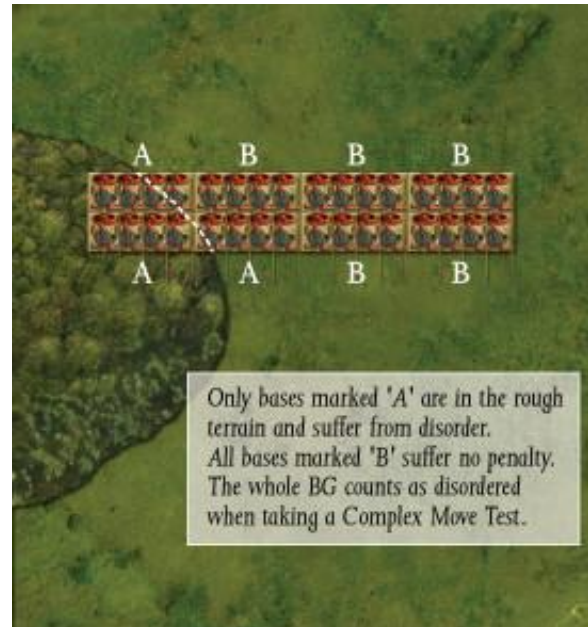 A B B B
A A B B
Only bases marked 'A' are in the rough
terrain and suffer from disorder.
All bases marked 'B' suffer no penalty.
The whole BG counts as disordered
when taking a Complex Move Test.